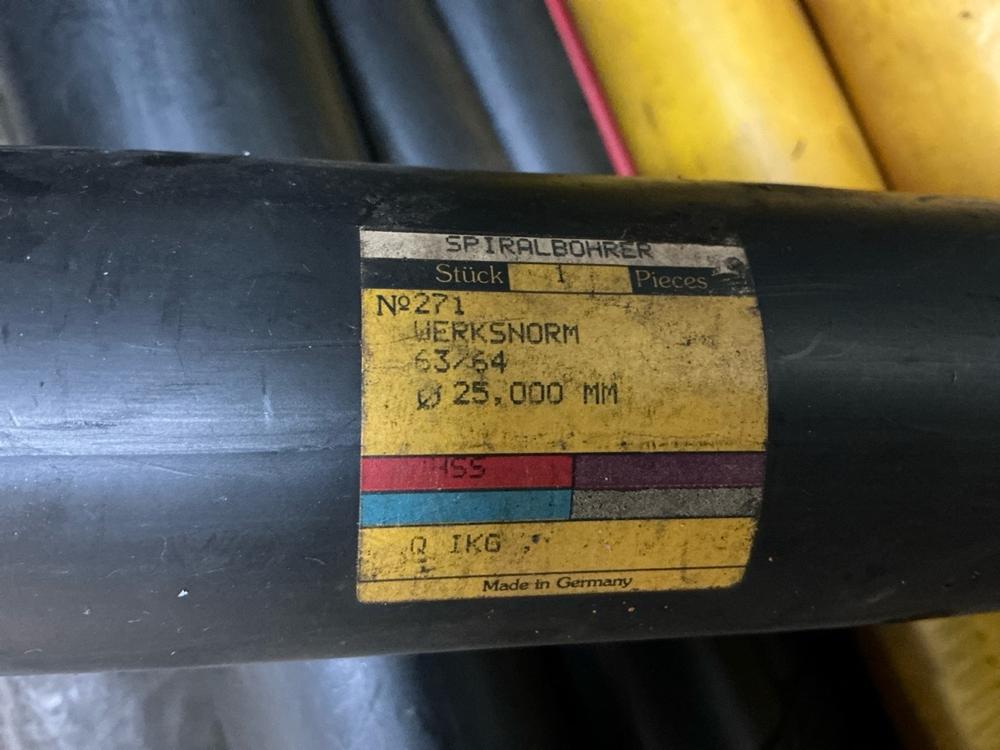 SPIRALBOHRER
Stück 1 Pieces
№271
WERKSNORM
63/64
Ø 25,000 MM
HSS
Q IKG
Made in Germany